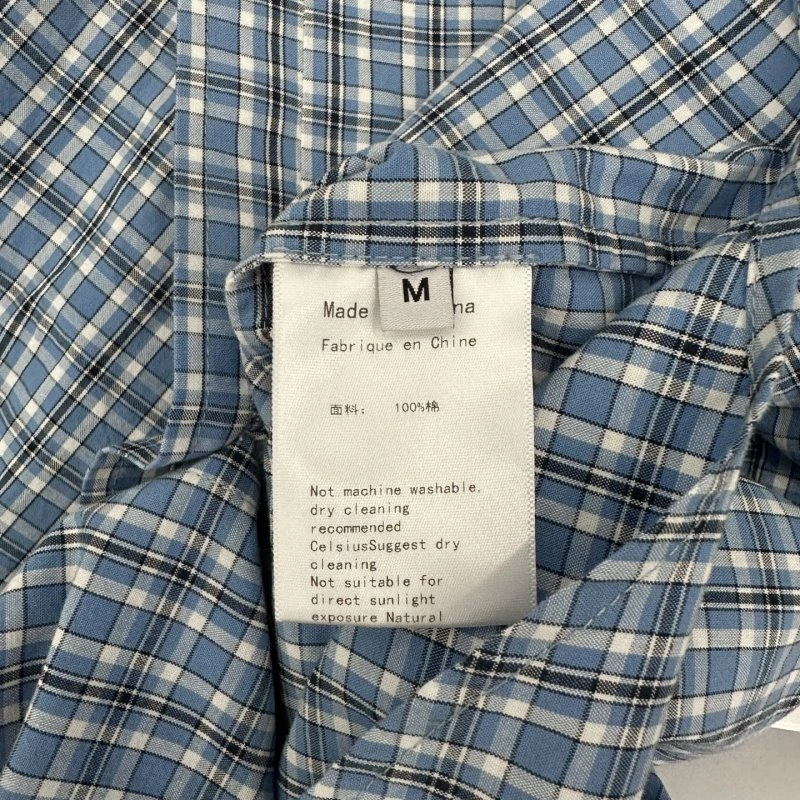 M
Made na
Fabrique en Chine
面料： 100%棉
Not machine washable,
dry cleaning
recommended
CelsiusSuggest dry
cleaning
Not suitable for
direct sunlight
exposure Natural